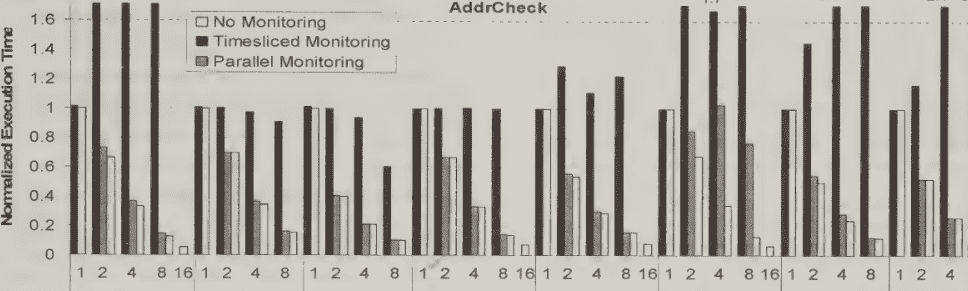 AddrCheck
No Monitoring
Timesliced Monitoring
Parallel Monitoring
Normalized Execution Time
1.6
1.4
1.2
1
0.8
0.6
0.4
0.2
0
1 2 4 8 16 1 2 4 8 1 2 4 8 1 2 4 8 16 1 2 4 8 16 1 2 4 8 16 1 2 4 8 1 2 4